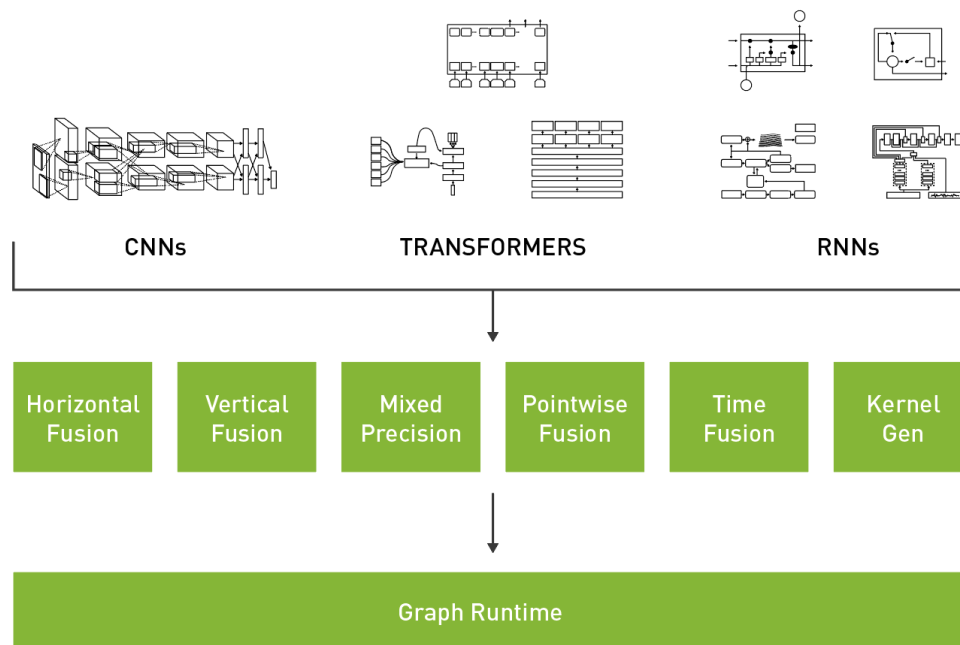 CNNs
TRANSFORMERS
RNNs
Horizontal
Fusion
Vertical
Fusion
Mixed
Precision
Pointwise
Fusion
Time
Fusion
Kernel
Gen
Graph Runtime